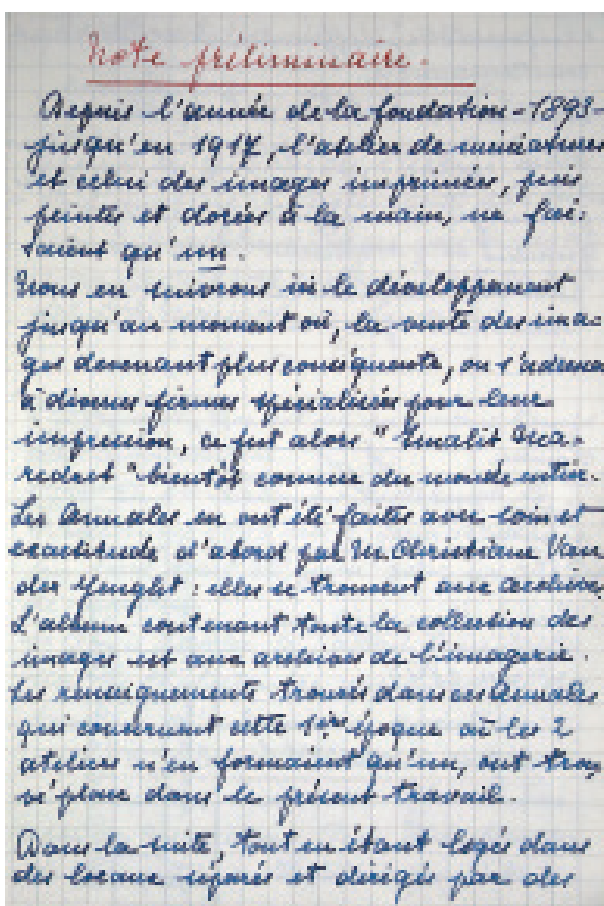 Note préliminaire.
Depuis l'année de la fondation - 1893 -
jusqu'en 1917, l'atelier de miniatures
et celui des images imprimées, puis
peintes et dorées à la main, ne fai-
saient qu'un.
Nous en suivrons ici le développement
jusqu'au moment où, la vente des ima-
ges devenant plus conséquente, on s'adressa
à diverses firmes spécialisées pour leur
impression, ce fut alors "Smalit Mca-
redret" bientôt connue du monde entier.
Les Annales en ont été faites avec soin et
exactitude d'abord par M. Christiane Van
der : elles se trouvent aux archives.
L'album contenant toute la collection des
images est aux archives de l'imagerie.
Les renseignements trouvés dans ces Annales
qui concernent cette 1ière époque où les 2
ateliers n'en formaient qu'un, ont trou-
vé place dans le présent travail.
Dans la suite, tout en étant logés dans
des locaux séparés et dirigés par des